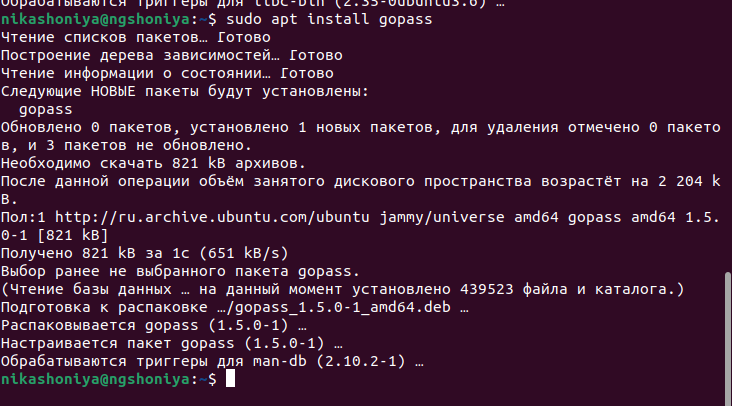 Обрабатываются триггеры для libc-bin (2.35-0ubuntu3.6) …
nikashoniya@ngshoniya:~$ sudo apt install gopass
Чтение списков пакетов… Готово
Построение дерева зависимостей… Готово
Чтение информации о состоянии… Готово
Следующие НОВЫЕ пакеты будут установлены:
  gopass
Обновлено 0 пакетов, установлено 1 новых пакетов, для удаления отмечено 0 пакето
в, и 3 пакетов не обновлено.
Необходимо скачать 821 kB архивов.
После данной операции объём занятого дискового пространства возрастёт на 2 204 k
B.
Пол:1 http://ru.archive.ubuntu.com/ubuntu jammy/universe amd64 gopass amd64 1.5.
0-1 [821 kB]
Получено 821 kB за 1с (651 kB/s)
Выбор ранее не выбранного пакета gopass.
(Чтение базы данных … на данный момент установлено 439523 файла и каталога.)
Подготовка к распаковке …/gopass_1.5.0-1_amd64.deb …
Распаковывается gopass (1.5.0-1) …
Настраивается пакет gopass (1.5.0-1) …
Обрабатываются триггеры для man-db (2.10.2-1) …
nikashoniya@ngshoniya:~$